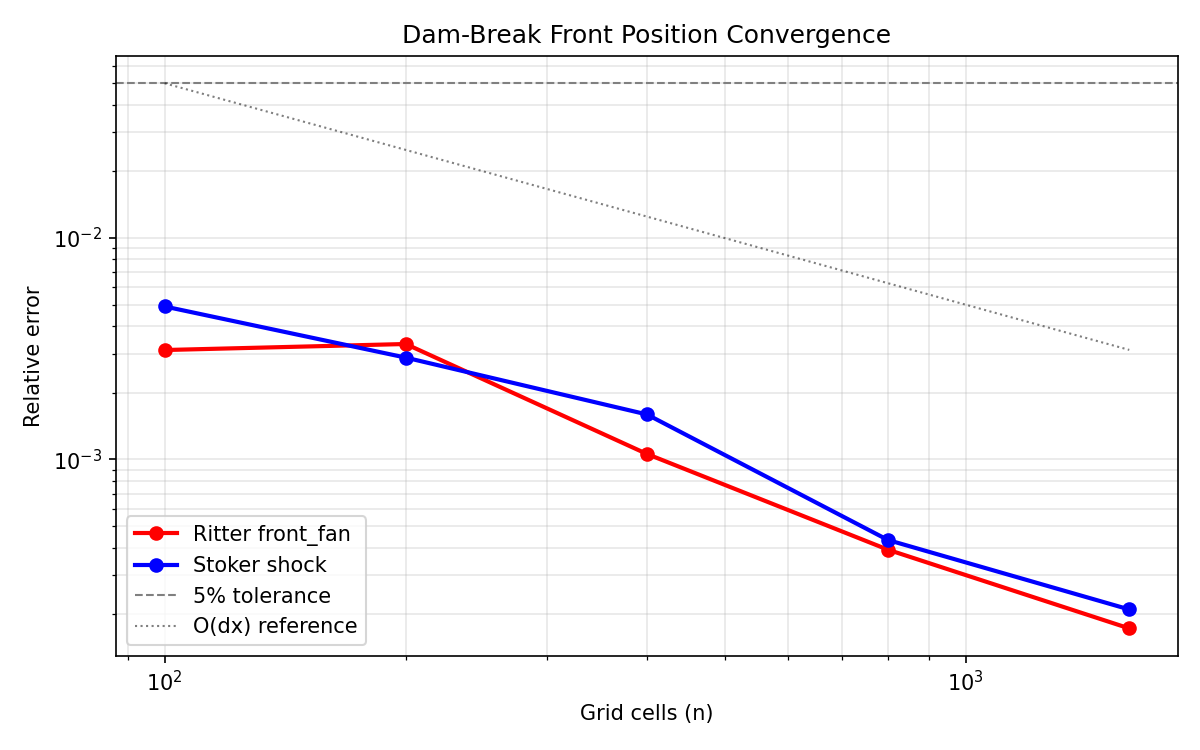 Dam-Break Front Position Convergence
Relative error
10⁻²
10⁻³
Ritter front_fan
Stoker shock
5% tolerance
O(dx) reference
10²
10³
Grid cells (n)